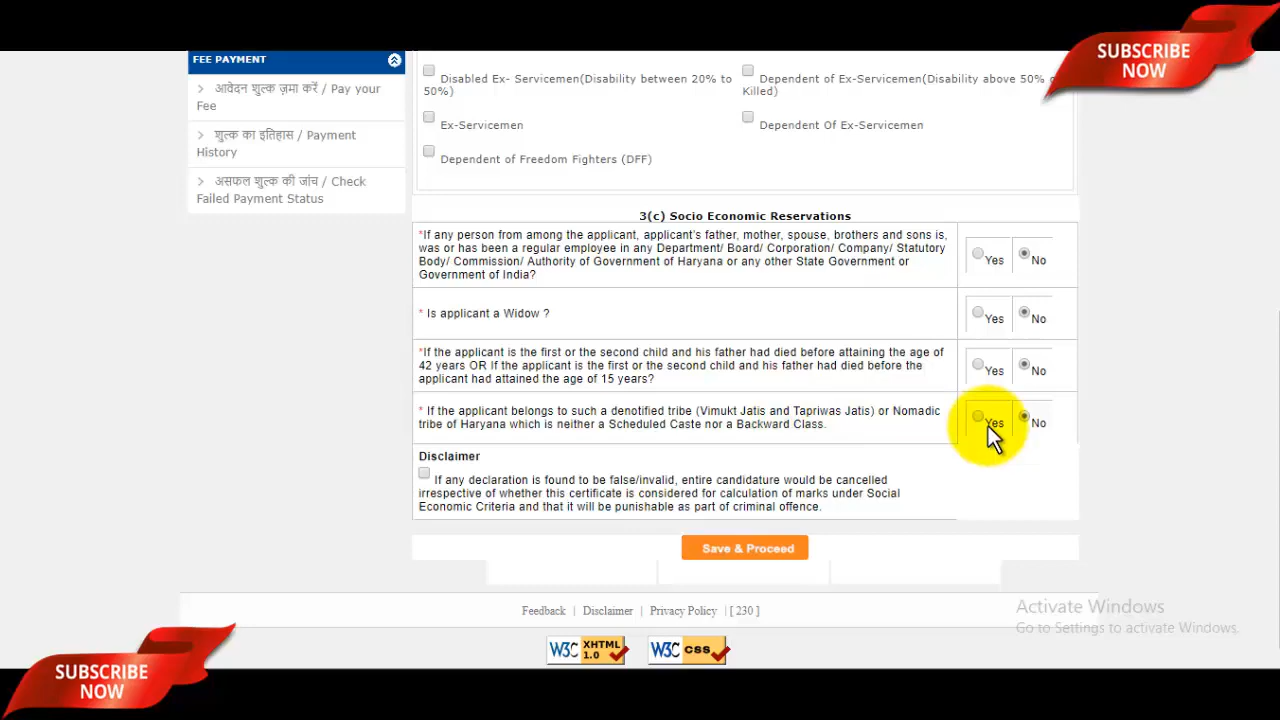 SUBSCRIBE
NOW
FEE PAYMENT
आवेदन शुल्क ज़मा करें / Pay your
Fee
शुल्क का इतिहास / Payment
History
असफल शुल्क की जांच / Check
Failed Payment Status
Disabled Ex- Servicemen(Disability between 20% to
50%)
Dependent of Ex-Servicemen(Disability above 50%
Killed)
Ex-Servicemen
Dependent Of Ex-Servicemen
Dependent of Freedom Fighters (DFF)
3(c) Socio Economic Reservations
*If any person from among the applicant, applicant's father, mother, spouse, brothers and sons is,
was or has been a regular employee in any Department/ Board/ Corporation/ Company/ Statutory
Body/ Commission/ Authority of Government of Haryana or any other State Government or
Government of India?
Yes No
* Is applicant a Widow ?
Yes No
*If the applicant is the first or the second child and his father had died before attaining the age of
42 years OR If the applicant is the first or the second child and his father had died before the
applicant had attained the age of 15 years?
Yes No
* If the applicant belongs to such a denotified tribe (Vimukt Jatis and Tapriwas Jatis) or Nomadic
tribe of Haryana which is neither a Scheduled Caste nor a Backward Class.
Yes No
Disclaimer
If any declaration is found to be false/invalid, entire candidature would be cancelled
irrespective of whether this certificate is considered for calculation of marks under Social
Economic Criteria and that it will be punishable as part of criminal offence.
Save & Proceed
Feedback | Disclaimer | Privacy Policy | [ 230 ]
Activate Windows
Go to Settings to activate Windows.
W3C XHTML 1.0
W3C css
SUBSCRIBE
NOW